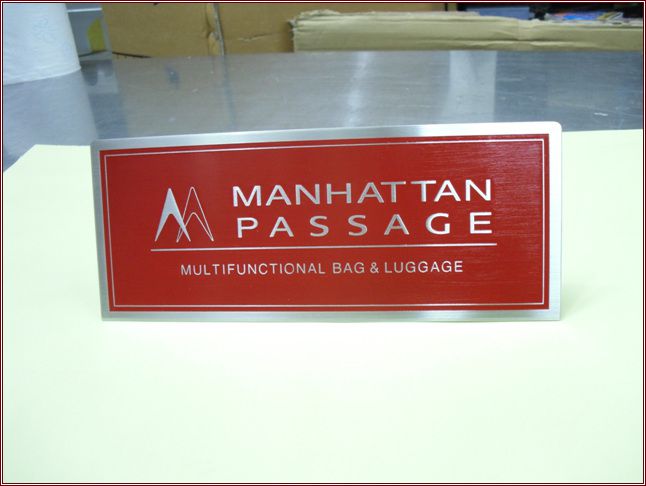 MANHATTAN
PASSAGE
MULTIFUNCTIONAL BAG & LUGGAGE